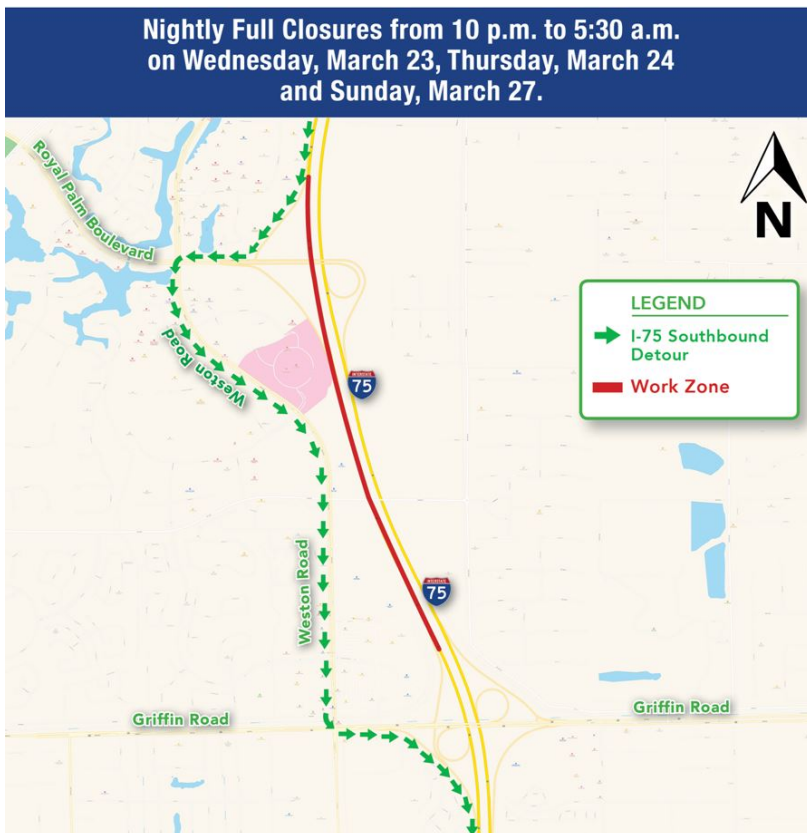 Nightly Full Closures from 10 p.m. to 5:30 a.m.
on Wednesday, March 23, Thursday, March 24
and Sunday, March 27.
Royal Palm Boulevard
N
LEGEND
I-75 Southbound
Detour
Work Zone
Weston Road
INTERSTATE
75
Weston Road
INTERSTATE
75
Griffin Road
Griffin Road